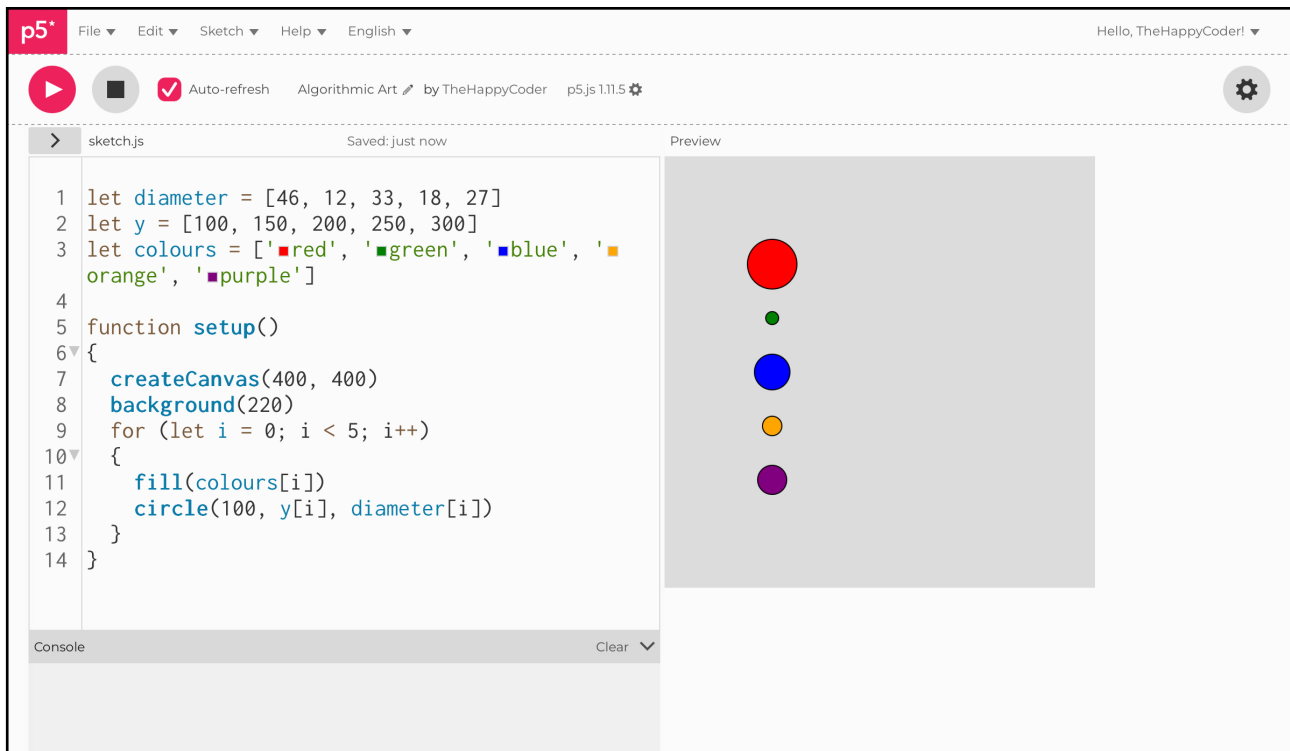 p5* File Edit Sketch Help English Hello, TheHappyCoder!
Auto-refresh Algorithmic Art by TheHappyCoder p5.js 1.11.5
> sketch.js Saved: just now Preview
1 let diameter = [46, 12, 33, 18, 27]
2 let y = [100, 150, 200, 250, 300]
3 let colours = ['red', 'green', 'blue', '
orange', 'purple']
4
5 function setup()
6 {
7 createCanvas(400, 400)
8 background(220)
9 for (let i = 0; i < 5; i++)
10 {
11 fill(colours[i])
12 circle(100, y[i], diameter[i])
13 }
14 }
Console Clear